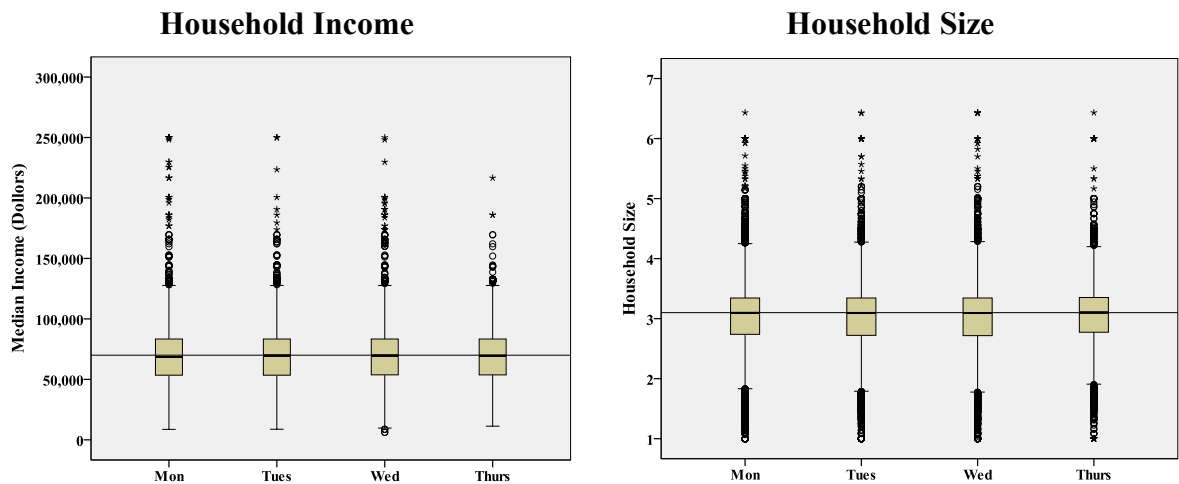 Household Income
Median Income (Dollors)
300,000
250,000
200,000
150,000
100,000
50,000
0
Mon Tues Wed Thurs
Household Size
Household Size
7
6
5
4
3
2
1
Mon Tues Wed Thurs